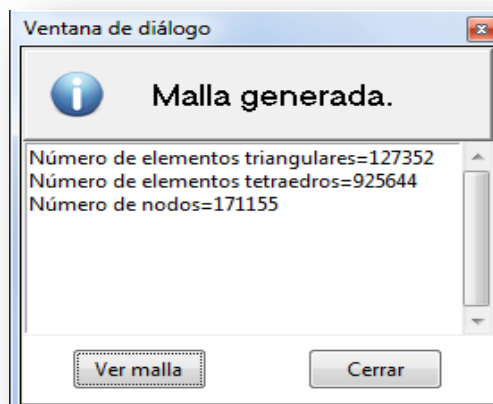 Ventana de diálogo
Malla generada.
Número de elementos triangulares=127352
Número de elementos tetraedros=925644
Número de nodos=171155
Ver malla
Cerrar